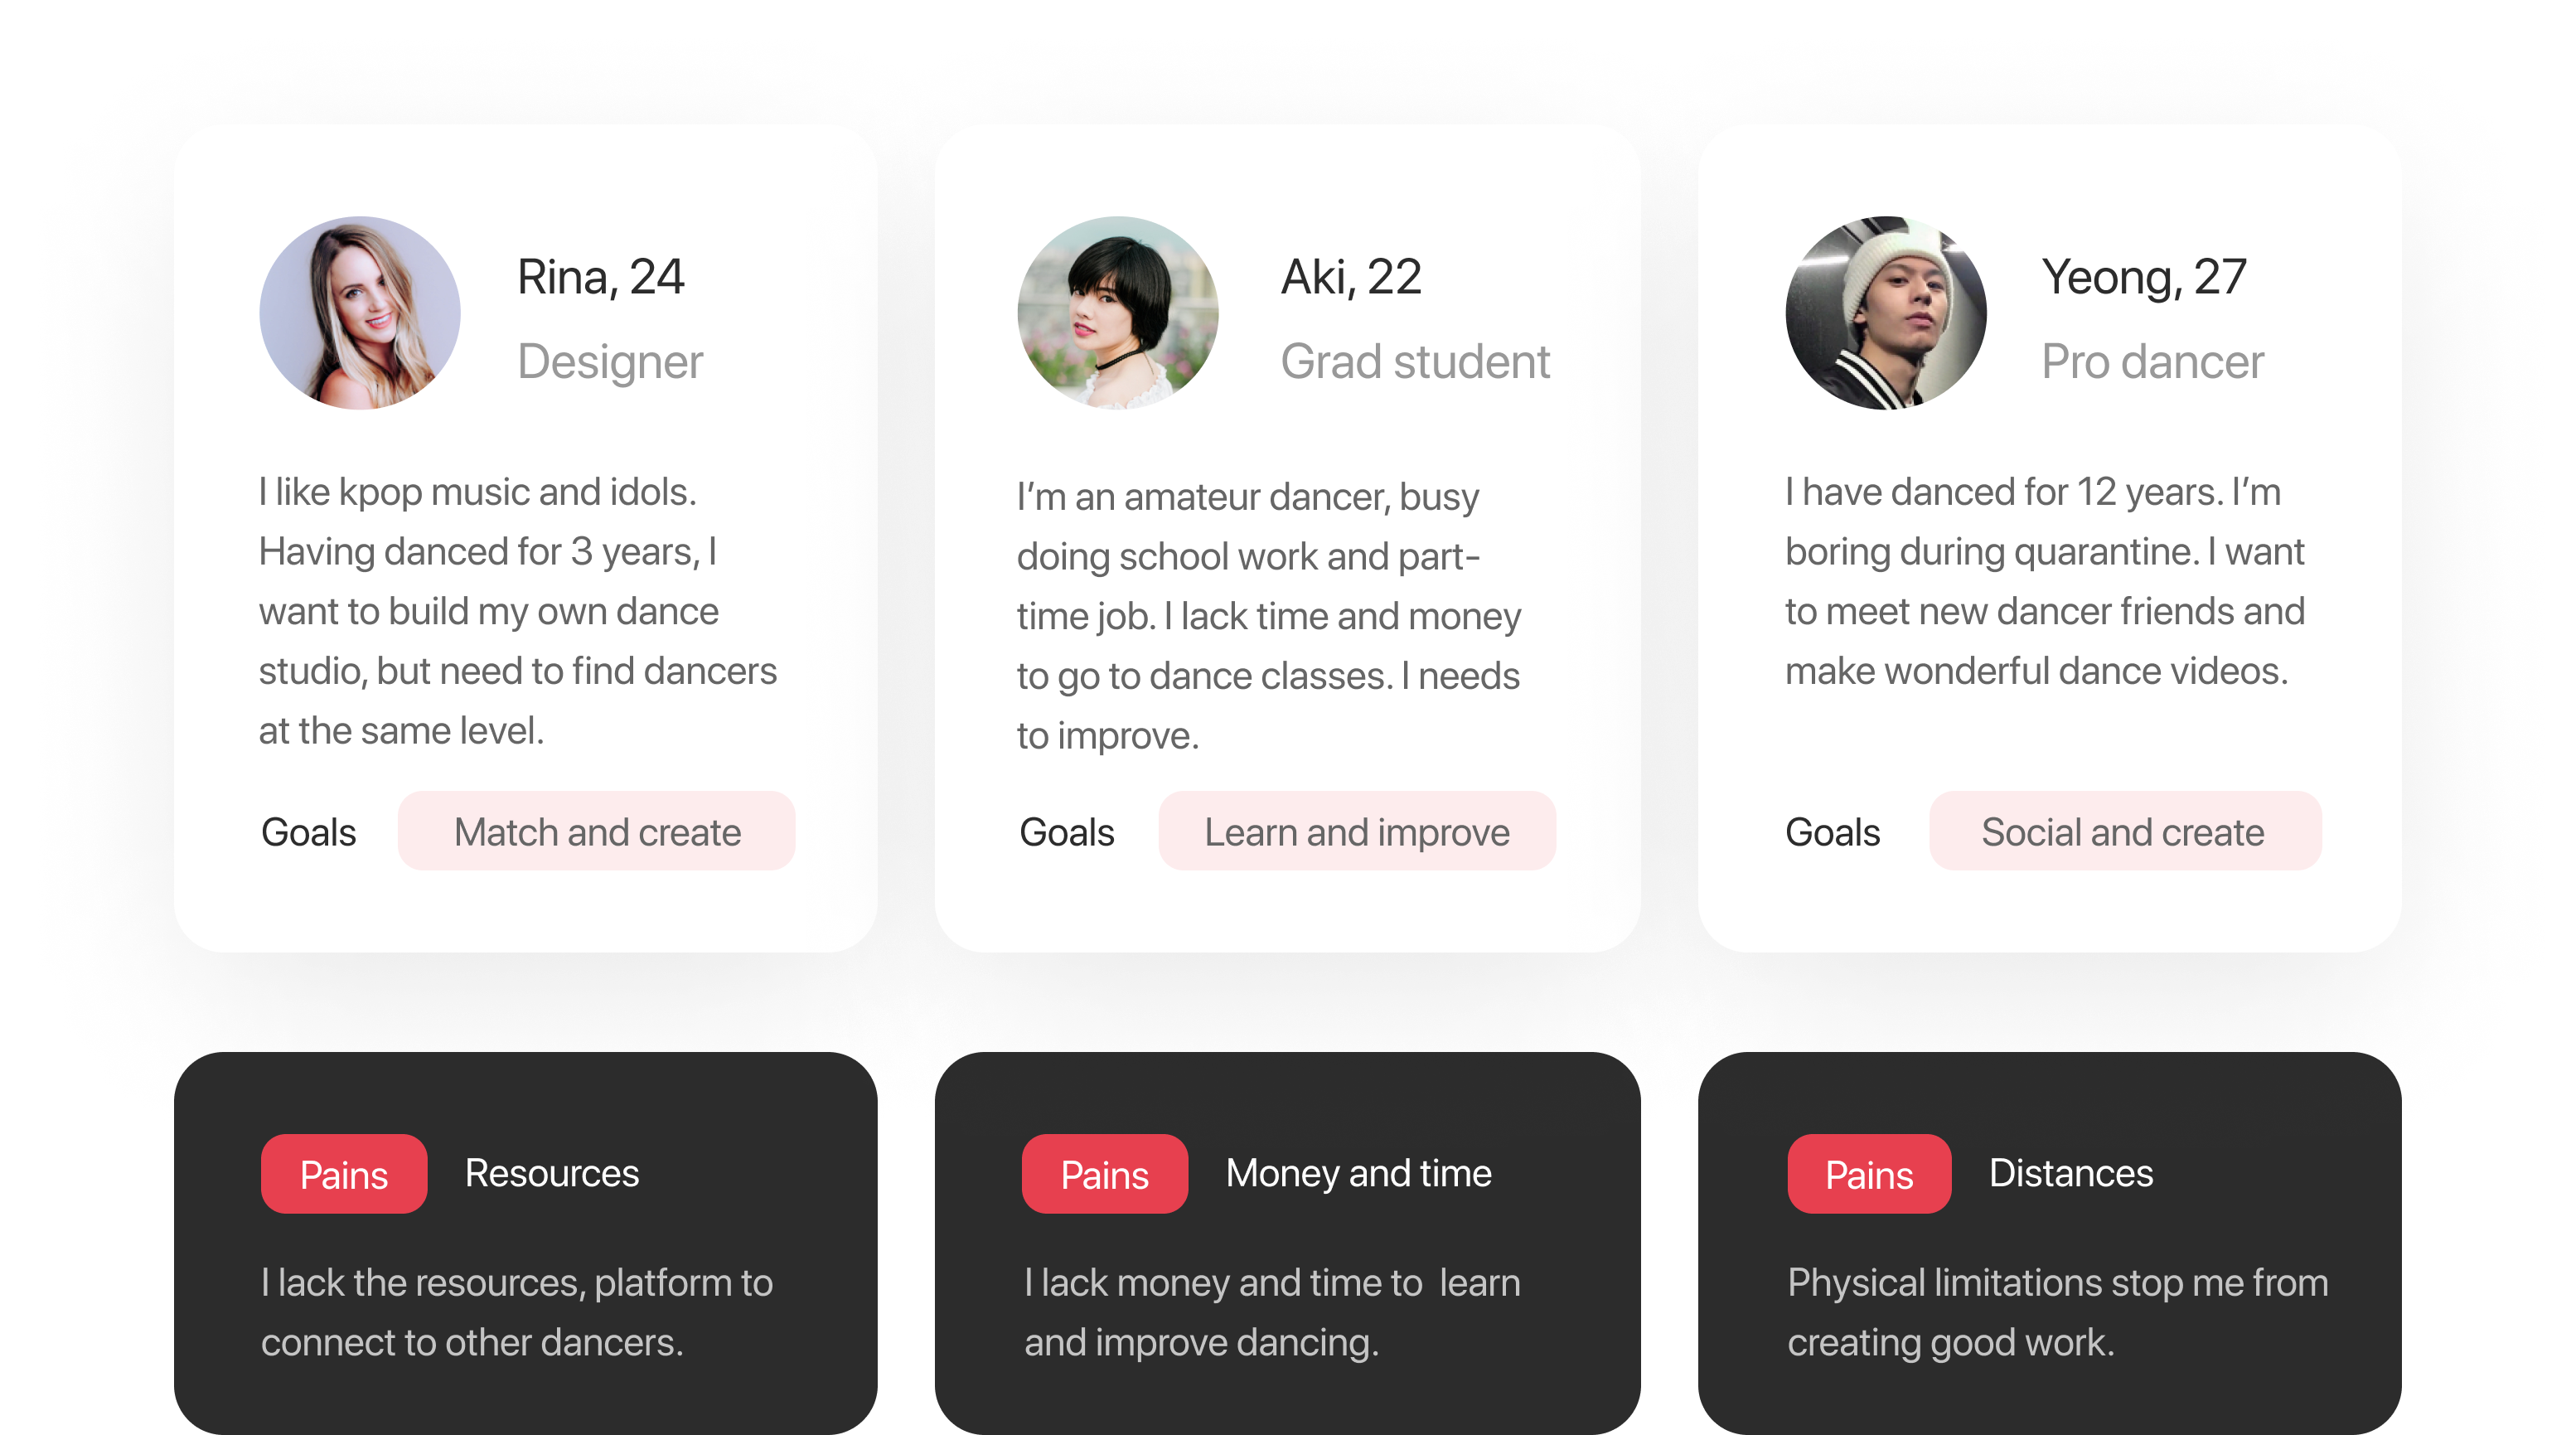 Rina, 24
Designer
I like kpop music and idols.
Having danced for 3 years, I
want to build my own dance
studio, but need to find dancers
at the same level.
Goals
Match and create
Aki, 22
Grad student
I’m an amateur dancer, busy
doing school work and part-
time job. I lack time and money
to go to dance classes. I needs
to improve.
Goals
Learn and improve
Yeong, 27
Pro dancer
I have danced for 12 years. I’m
boring during quarantine. I want
to meet new dancer friends and
make wonderful dance videos.
Goals
Social and create
Pains
Resources
I lack the resources, platform to
connect to other dancers.
Pains
Money and time
I lack money and time to  learn
and improve dancing.
Pains
Distances
Physical limitations stop me from
creating good work.